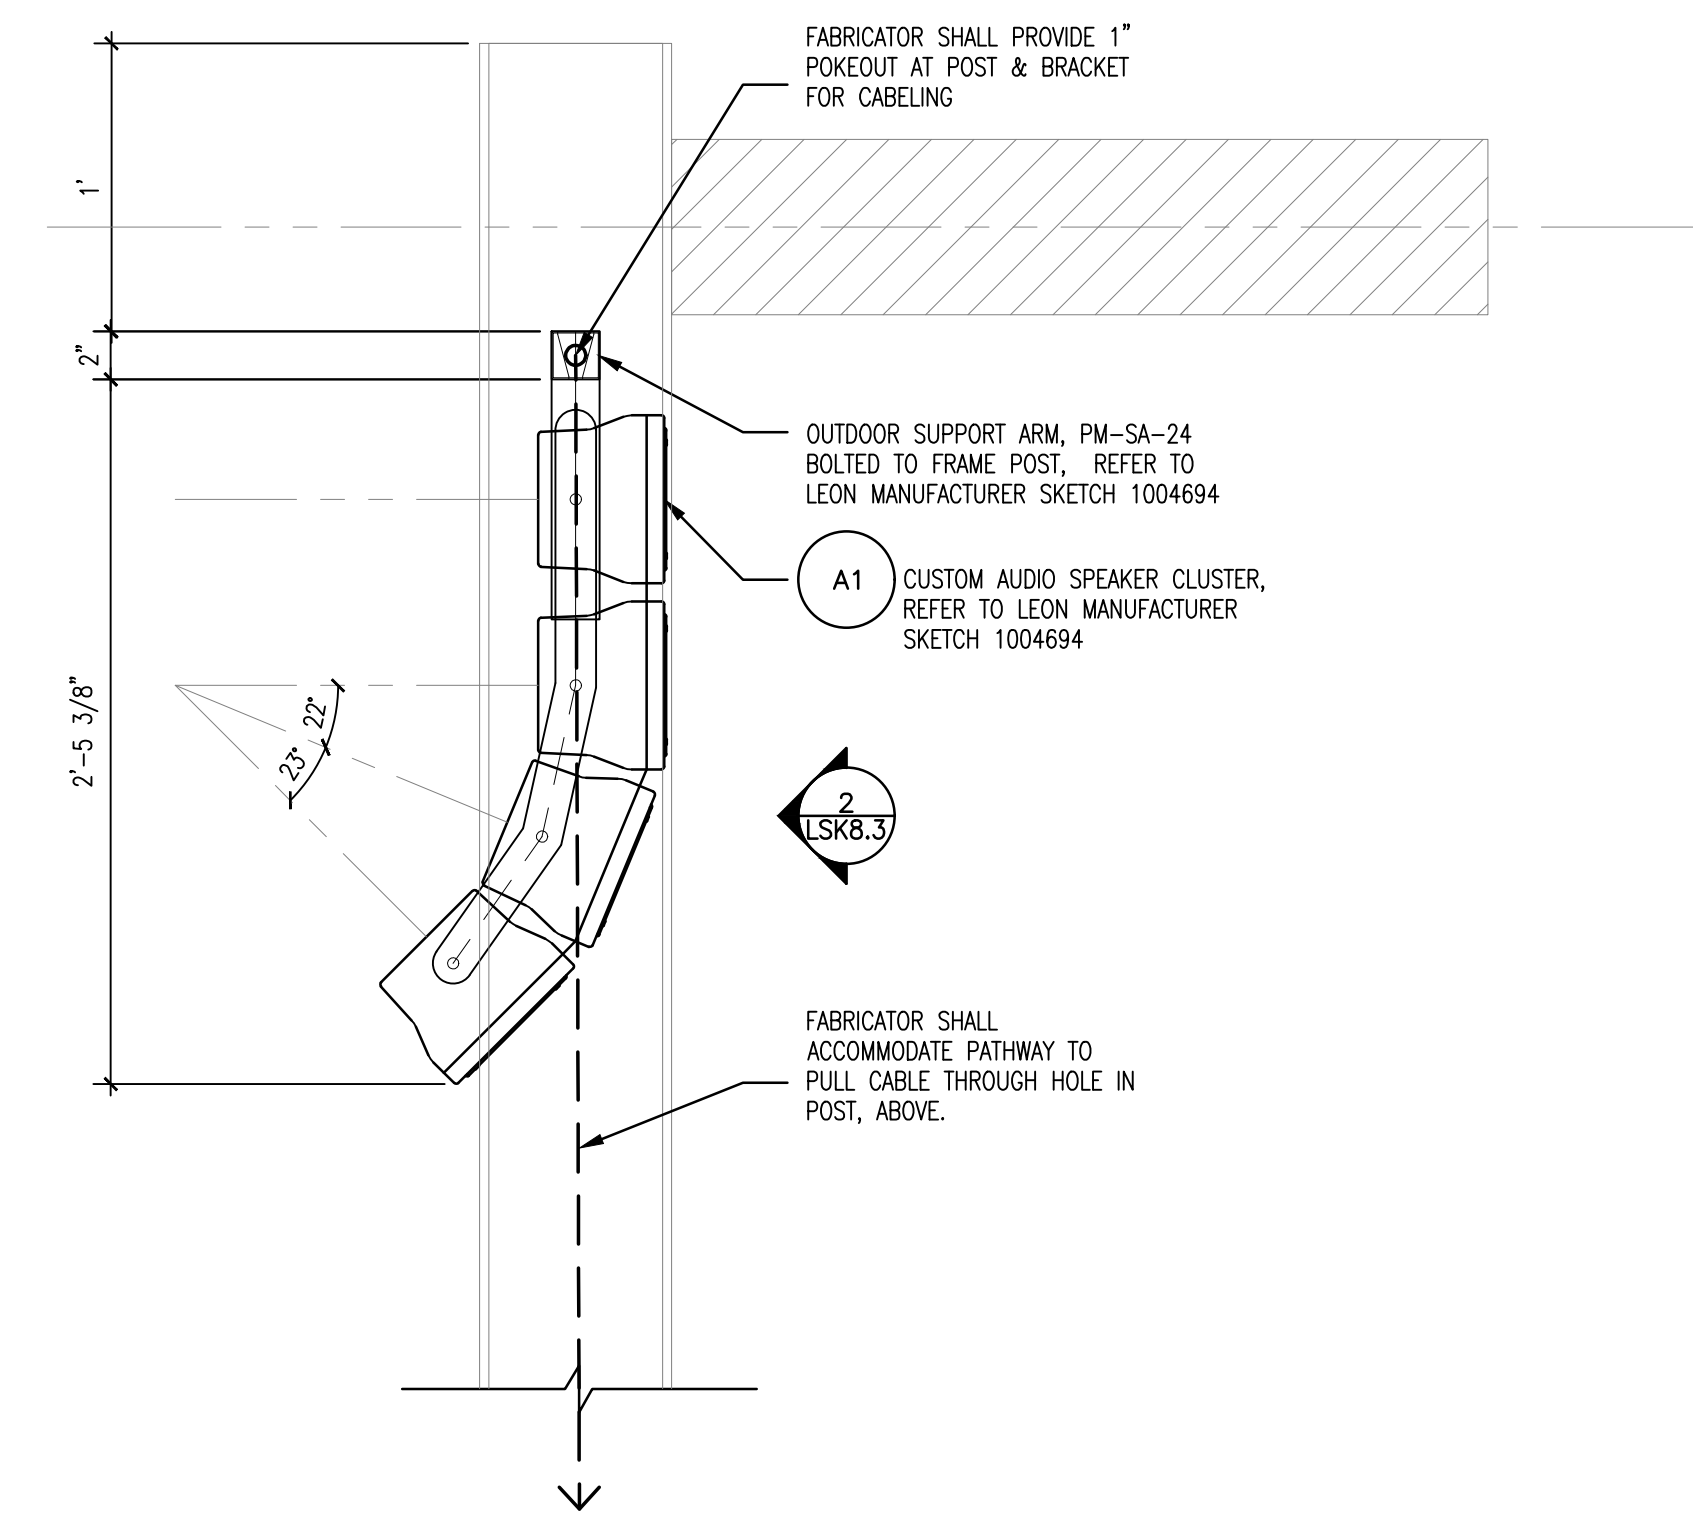 FABRICATOR SHALL PROVIDE 1"
POKEOUT AT POST & BRACKET
FOR CABELING
1'
2"
OUTDOOR SUPPORT ARM, PM-SA-24
BOLTED TO FRAME POST, REFER TO
LEON MANUFACTURER SKETCH 1004694
A1
CUSTOM AUDIO SPEAKER CLUSTER,
REFER TO LEON MANUFACTURER
SKETCH 1004694
2'-5 3/8"
22°
23°
2
LSK8.3
FABRICATOR SHALL
ACCOMMODATE PATHWAY TO
PULL CABLE THROUGH HOLE IN
POST, ABOVE.